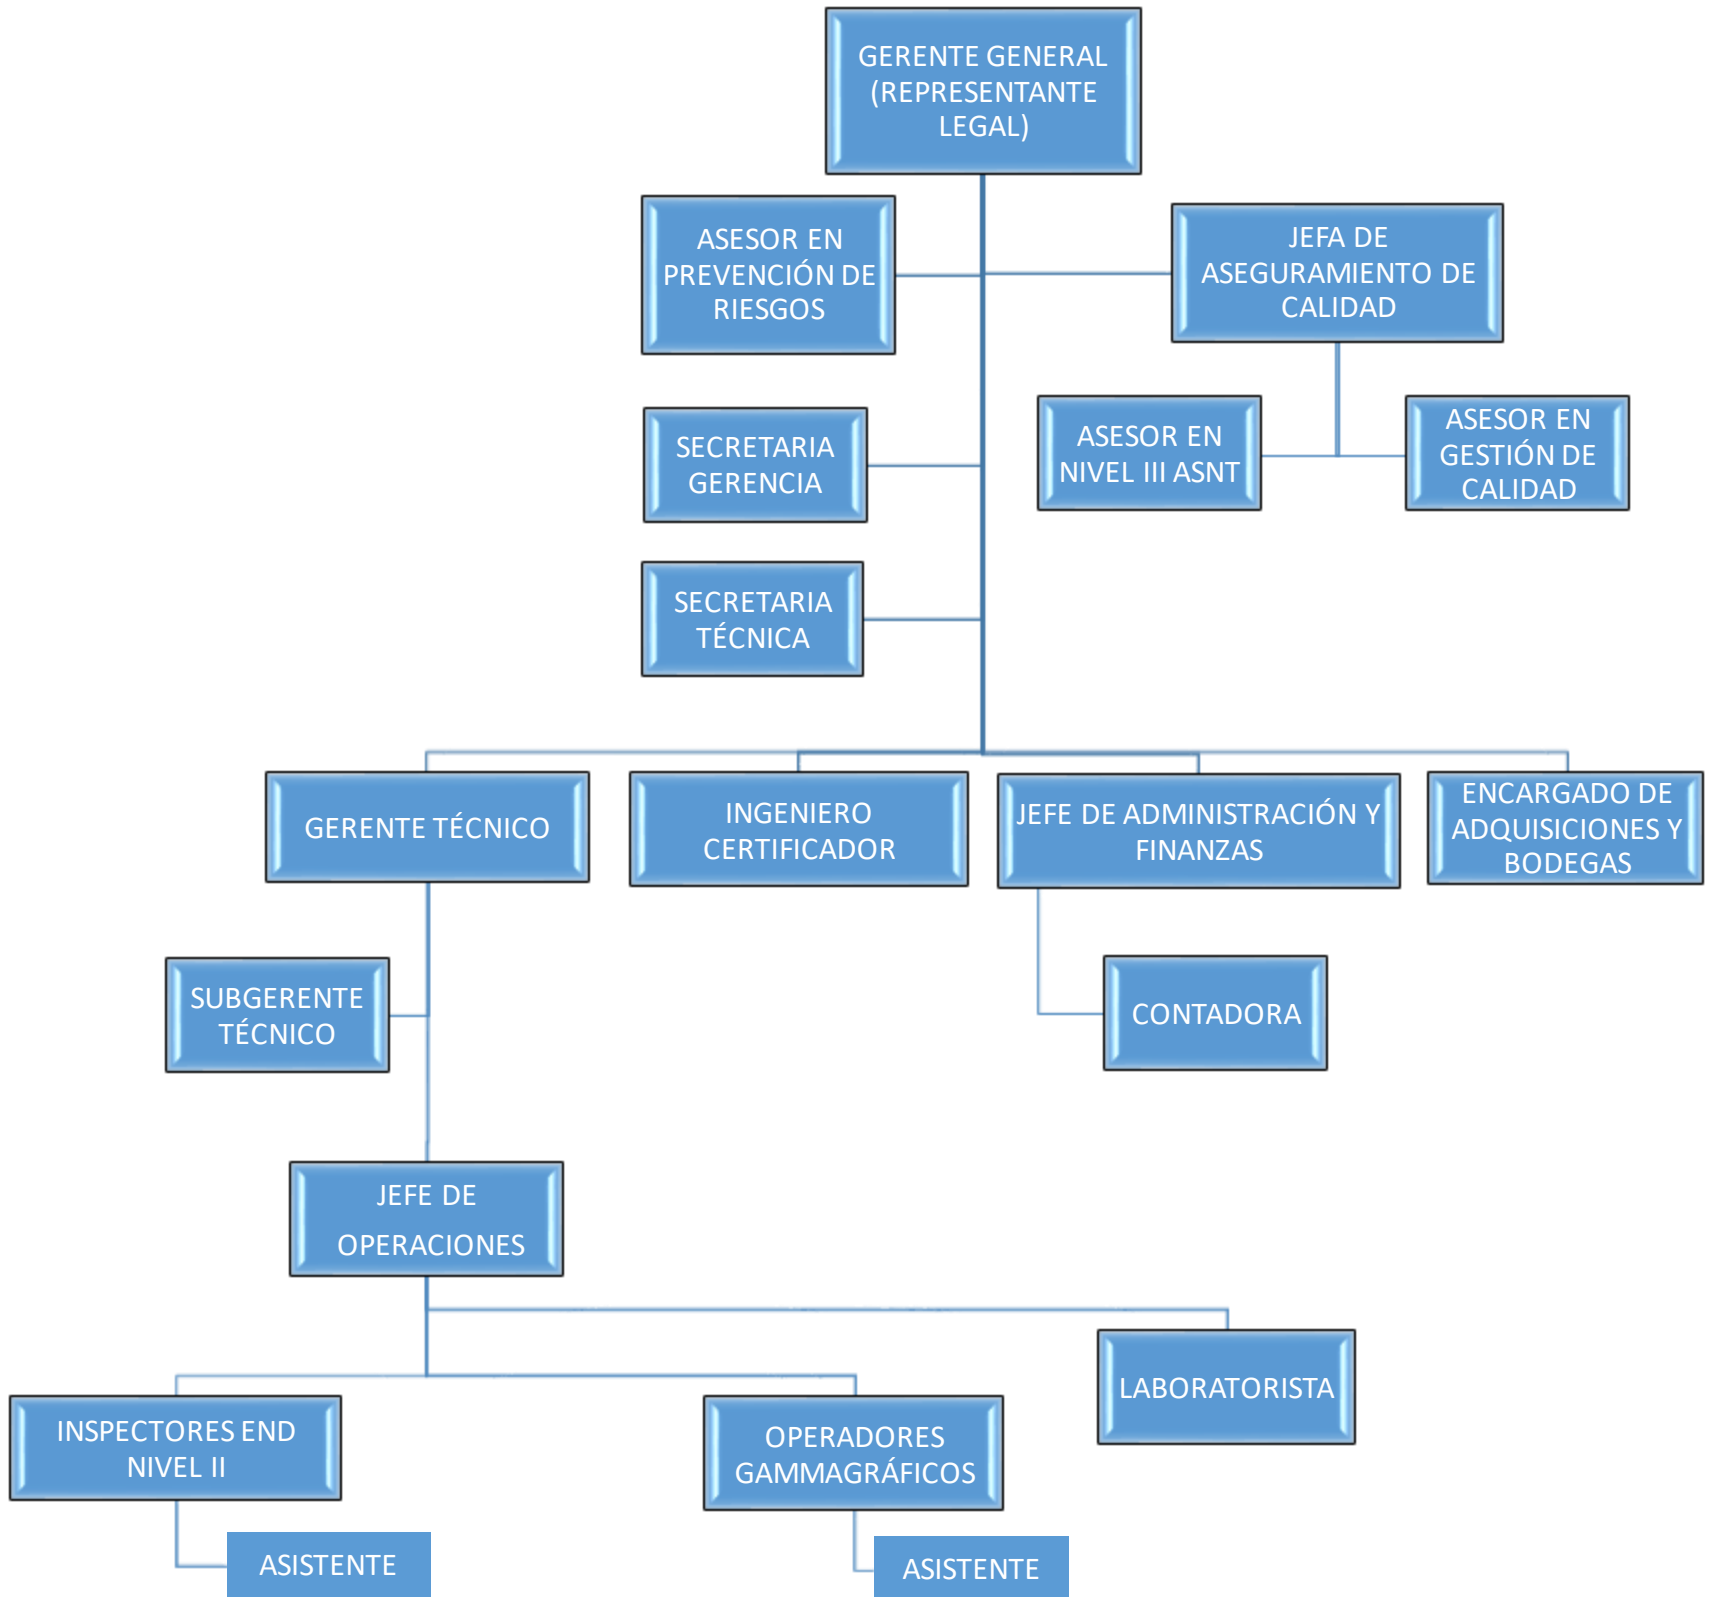 GERENTE GENERAL
(REPRESENTANTE
LEGAL)
ASESOR EN
PREVENCIÓN DE
RIESGOS
JEFA DE
ASEGURAMIENTO DE
CALIDAD
SECRETARIA
GERENCIA
ASESOR EN
NIVEL III ASNT
ASESOR EN
GESTIÓN DE
CALIDAD
SECRETARIA
TÉCNICA
GERENTE TÉCNICO
INGENIERO
CERTIFICADOR
JEFE DE ADMINISTRACIÓN Y
FINANZAS
ENCARGADO DE
ADQUISICIONES Y
BODEGAS
SUBGERENTE
TÉCNICO
CONTADORA
JEFE DE
OPERACIONES
LABORATORISTA
INSPECTORES END
NIVEL II
OPERADORES
GAMMAGRÁFICOS
ASISTENTE
ASISTENTE